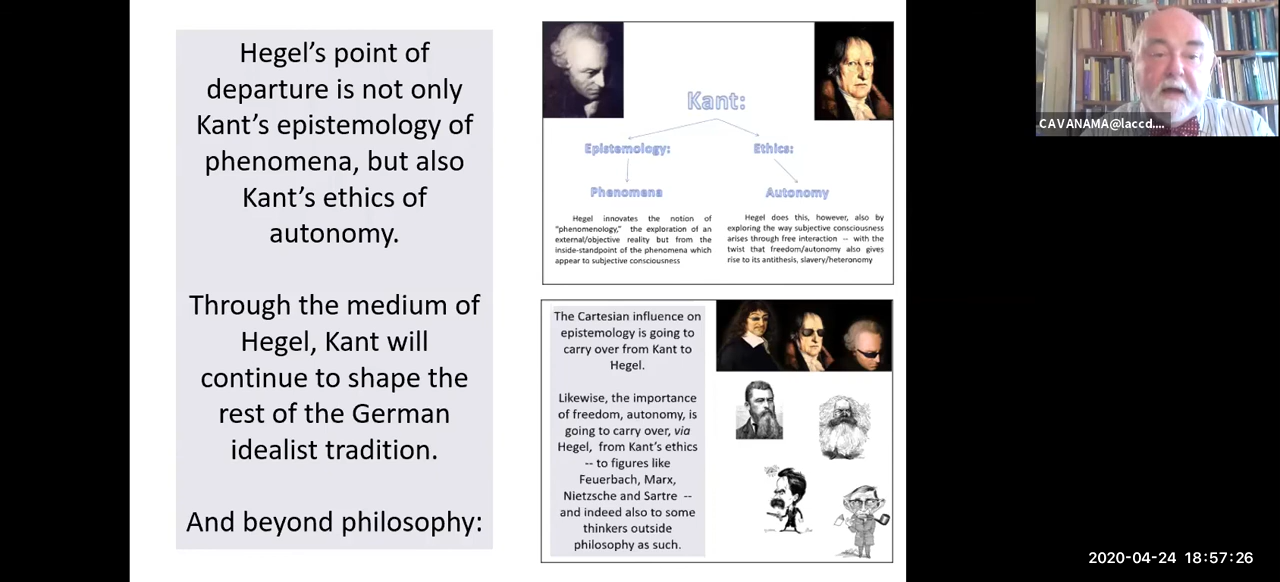 Hegel’s point of
departure is not only
Kant’s epistemology of
phenomena, but also
Kant’s ethics of
autonomy.
Through the medium of
Hegel, Kant will
continue to shape the
rest of the German
idealist tradition.
And beyond philosophy:
Kant:
Epistemology:
Ethics:
Phenomena
Autonomy
Hegel innovates the notion of
“phenomenology,” the exploration of an
external/objective reality but from the
inside-standpoint of the phenomena which
appear to subjective consciousness
Hegel does this, however, also by
exploring the way subjective consciousness
arises through free interaction -- with the
twist that freedom/autonomy also gives
rise to its antithesis, slavery/heteronomy
The Cartesian influence on
epistemology is going to
carry over from Kant to
Hegel.
Likewise, the importance
of freedom, autonomy, is
going to carry over, via
Hegel, from Kant’s ethics
-- to figures like
Feuerbach, Marx,
Nietzsche and Sartre --
and indeed also to some
thinkers outside
philosophy as such.
CAVANAMA@laccd....
2020-04-24 18:57:26